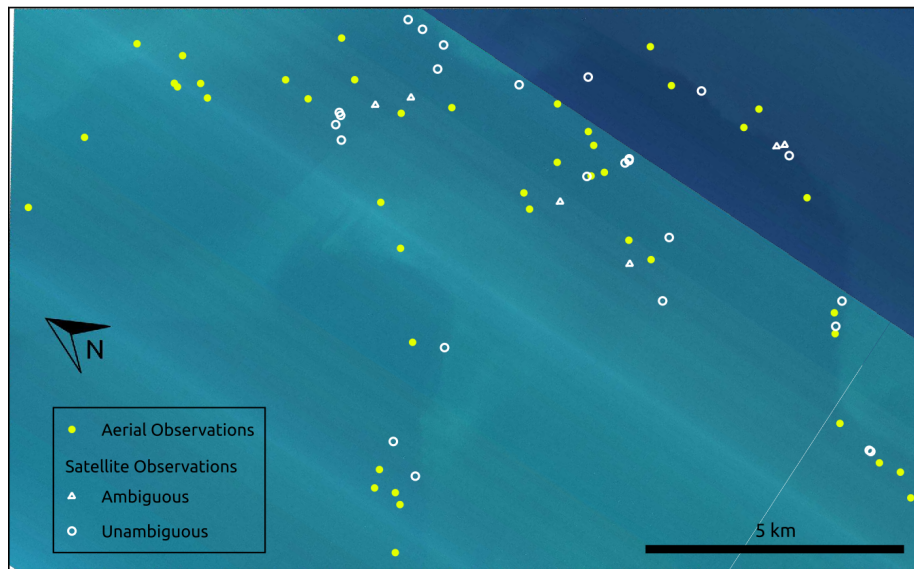 N
Aerial Observations
Satellite Observations
Ambiguous
Unambiguous
5 km